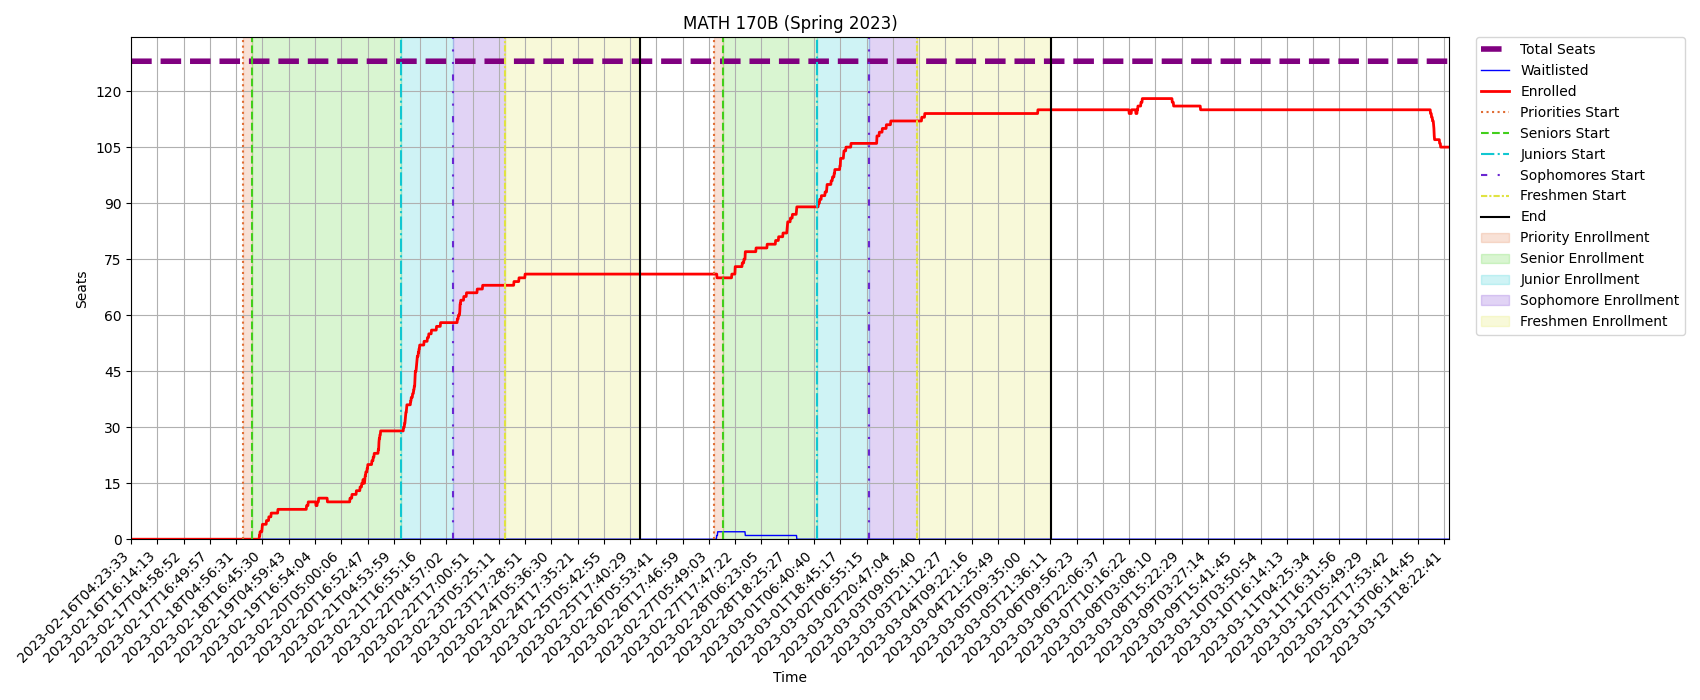 MATH 170B (Spring 2023)
Total Seats
Waitlisted
Enrolled
Priorities Start
Seniors Start
Juniors Start
Sophomores Start
Freshmen Start
End
Priority Enrollment
Senior Enrollment
Junior Enrollment
Sophomore Enrollment
Freshmen Enrollment
Seats
120
105
90
75
60
45
30
15
0
2023-02-16T04:23:33
2023-02-16T16:14:13
2023-02-17T04:58:52
2023-02-17T16:49:57
2023-02-18T04:56:31
2023-02-18T16:45:30
2023-02-19T04:59:43
2023-02-19T16:54:04
2023-02-20T05:00:06
2023-02-20T16:52:47
2023-02-21T04:53:59
2023-02-21T16:55:16
2023-02-22T04:57:02
2023-02-22T17:00:51
2023-02-23T05:25:11
2023-02-23T17:28:51
2023-02-24T05:36:30
2023-02-24T17:35:21
2023-02-25T05:42:55
2023-02-25T17:40:29
2023-02-26T05:53:41
2023-02-26T17:46:59
2023-02-27T05:49:03
2023-02-27T17:47:22
2023-02-28T06:23:05
2023-02-28T18:25:27
2023-03-01T06:40:40
2023-03-01T18:45:17
2023-03-02T06:55:15
2023-03-02T20:47:04
2023-03-03T09:05:40
2023-03-03T21:12:27
2023-03-04T09:22:16
2023-03-04T21:25:49
2023-03-05T09:35:00
2023-03-05T21:36:11
2023-03-06T09:56:23
2023-03-06T22:06:37
2023-03-07T10:16:22
2023-03-08T03:08:10
2023-03-08T15:22:29
2023-03-09T03:27:14
2023-03-09T15:41:45
2023-03-10T03:50:54
2023-03-10T16:14:13
2023-03-11T04:25:34
2023-03-11T16:31:56
2023-03-12T05:49:29
2023-03-12T17:53:42
2023-03-13T06:14:45
2023-03-13T18:22:41
Time